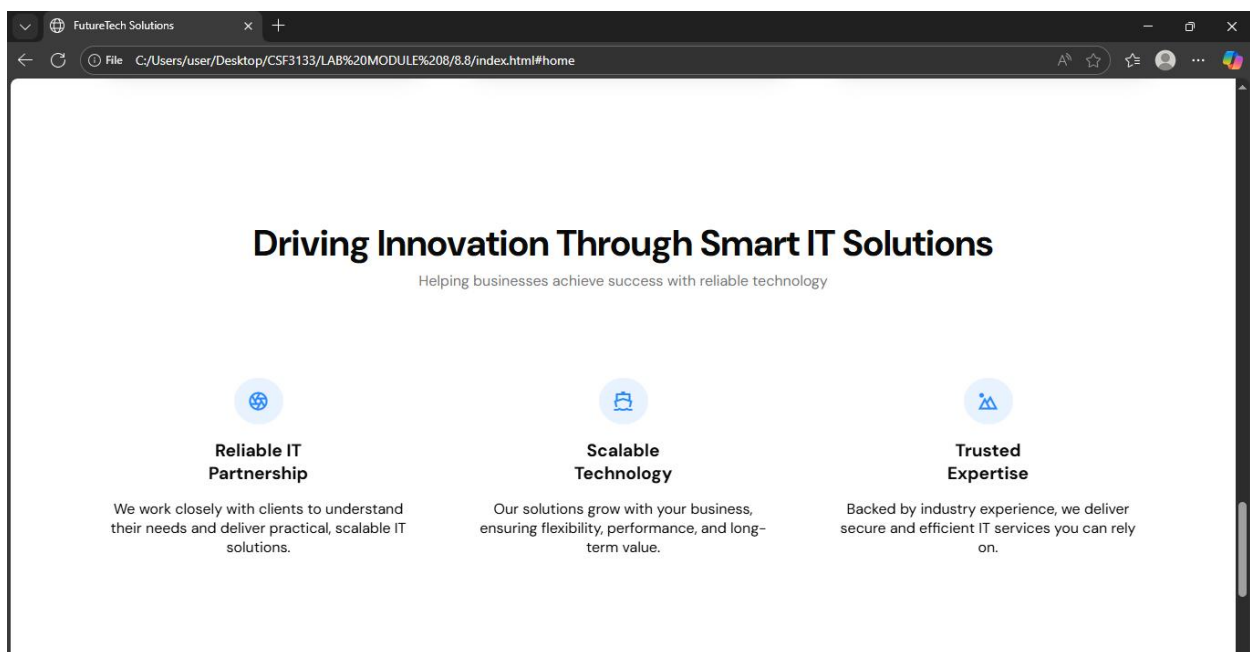 FutureTech Solutions
File C:/Users/user/Desktop/CSF3133/LAB%20MODULE%208/8.8/index.html#home
Driving Innovation Through Smart IT Solutions
Helping businesses achieve success with reliable technology
Reliable IT
Partnership
We work closely with clients to understand
their needs and deliver practical, scalable IT
solutions.
Scalable
Technology
Our solutions grow with your business,
ensuring flexibility, performance, and long-
term value.
Trusted
Expertise
Backed by industry experience, we deliver
secure and efficient IT services you can rely
on.